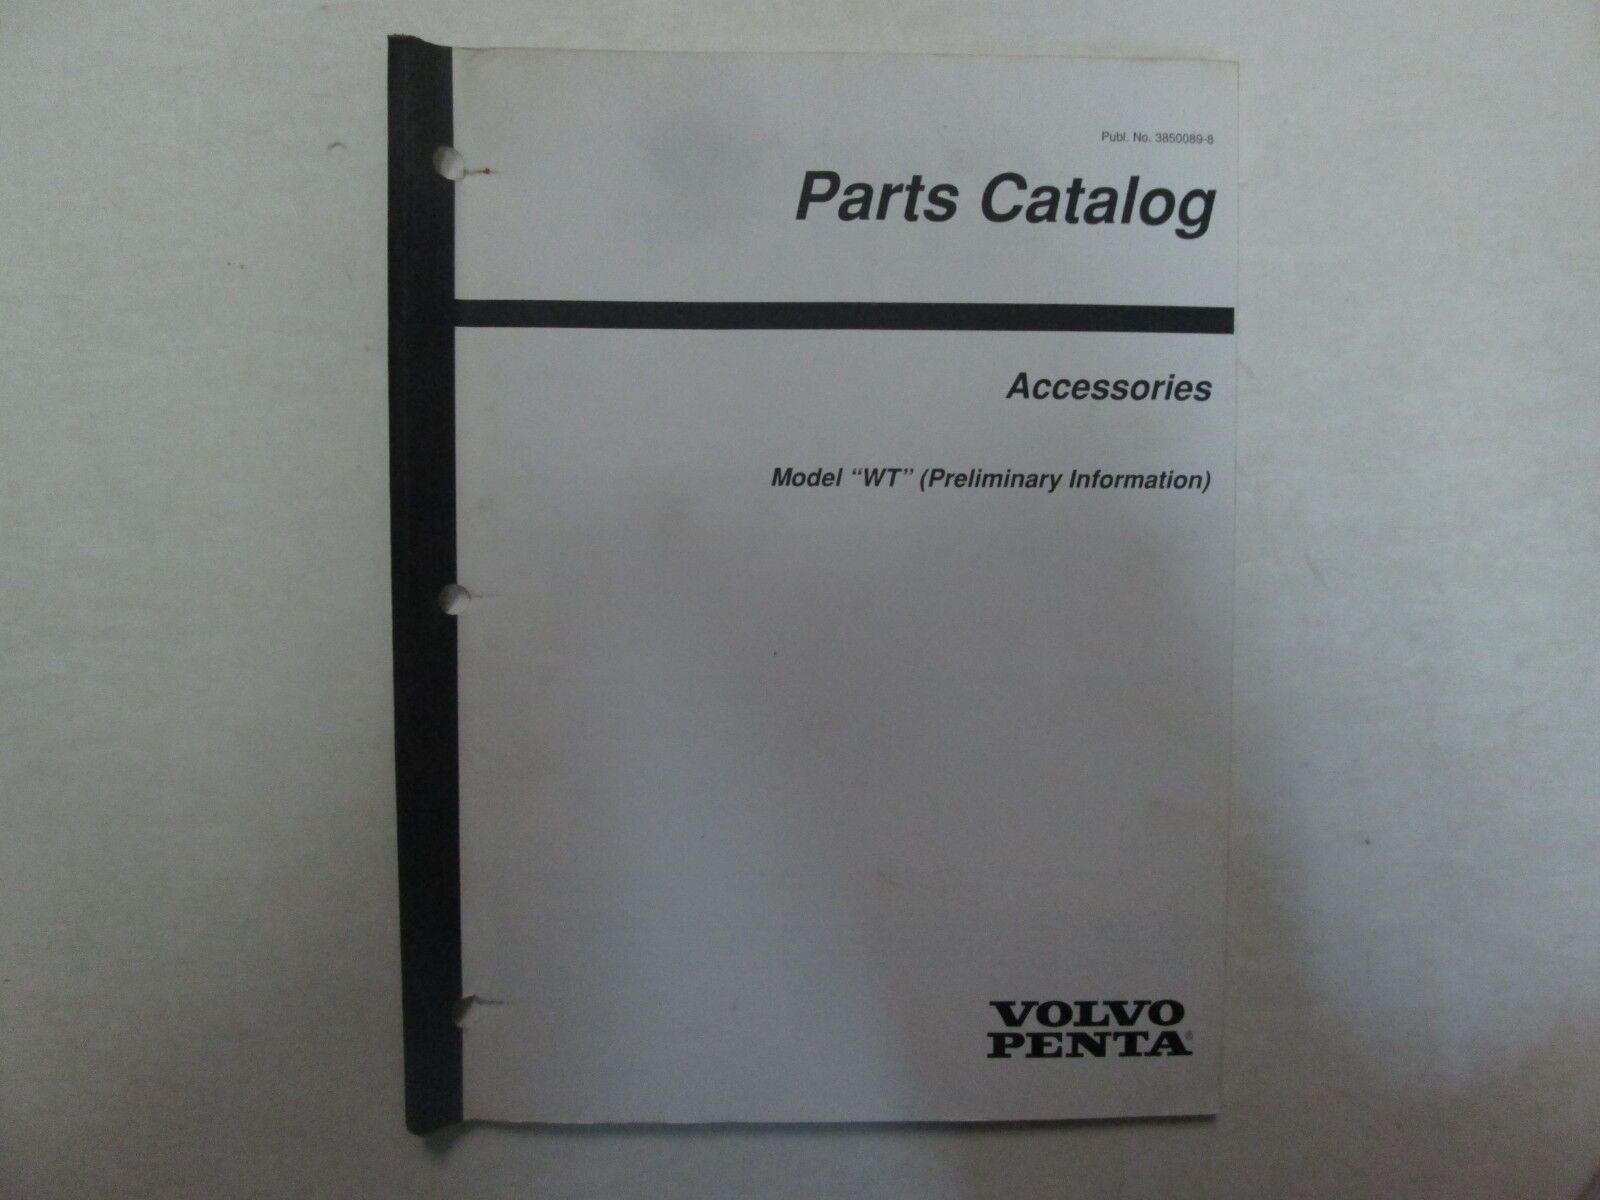 Publ. No. 3850089-8
Parts Catalog
Accessories
Model “WT” (Preliminary Information)
VOLVO
PENTA®